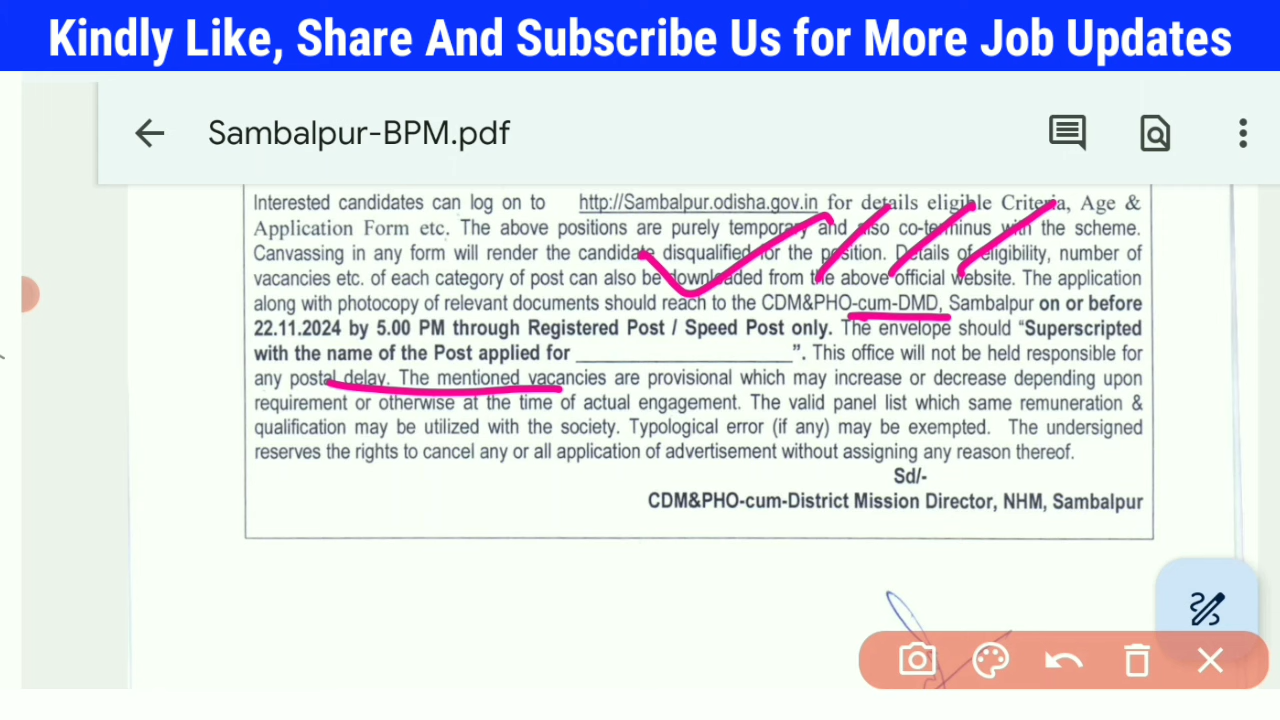 Kindly Like, Share And Subscribe Us for More Job Updates
Sambalpur-BPM.pdf
Interested candidates can log on to http://Sambalpur.odisha.gov.in for details eligible Criteria, Age &
Application Form etc. The above positions are purely temporary and also co-terminus with the scheme.
Canvassing in any form will render the candidate disqualified for the position. Details of eligibility, number of
vacancies etc. of each category of post can also be downloaded from the above official website. The application
along with photocopy of relevant documents should reach to the CDM&PHO-cum-DMD, Sambalpur on or before
22.11.2024 by 5.00 PM through Registered Post / Speed Post only. The envelope should “Superscripted
with the name of the Post applied for ____________________”. This office will not be held responsible for
any postal delay. The mentioned vacancies are provisional which may increase or decrease depending upon
requirement or otherwise at the time of actual engagement. The valid panel list which same remuneration &
qualification may be utilized with the society. Typological error (if any) may be exempted. The undersigned
reserves the rights to cancel any or all application of advertisement without assigning any reason thereof.
Sd/-
CDM&PHO-cum-District Mission Director, NHM, Sambalpur